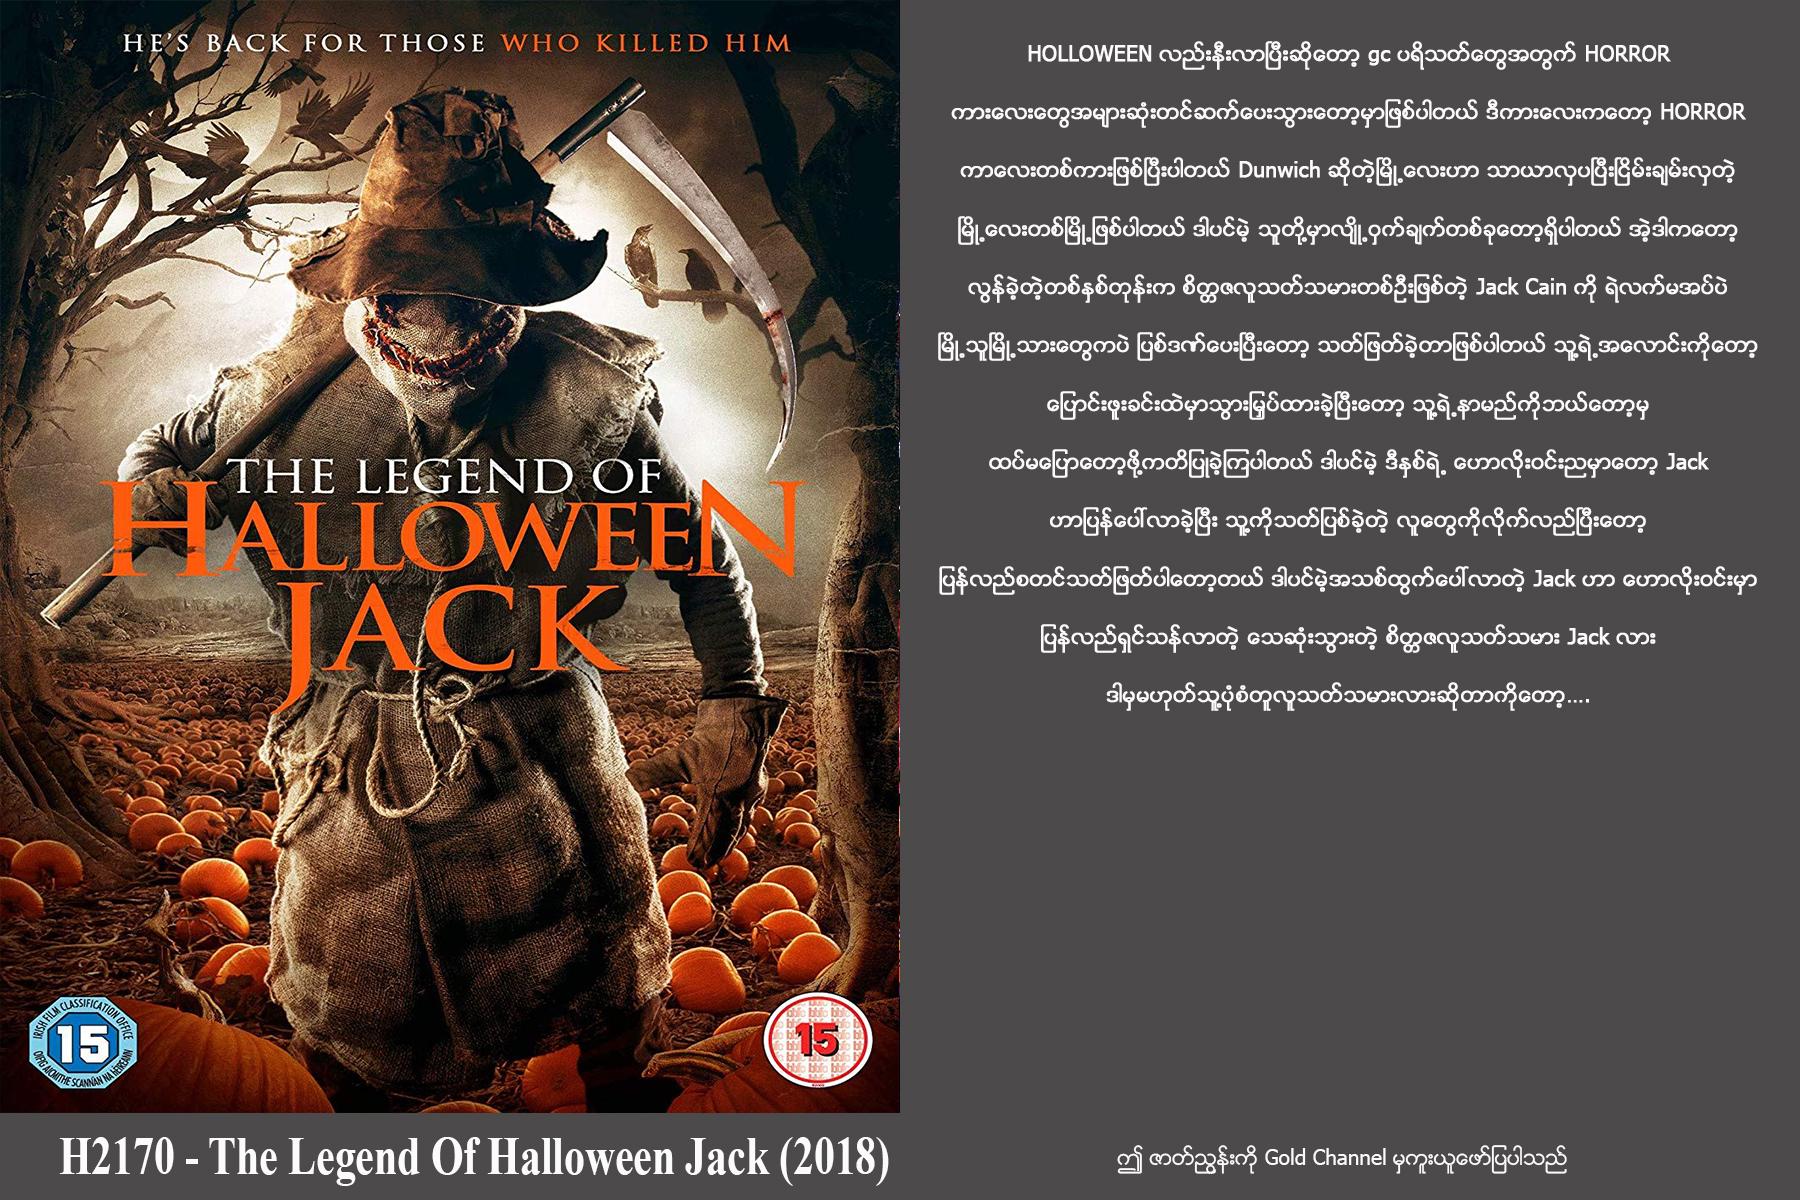 HE'S BACK FOR THOSE WHO KILLED HIM
THE LEGEND OF
HALLOWEEN
JACK
IRISH FILM CLASSIFICATION OFFICE
15
OIFIG AICMITHE SCANNÁN NA hÉIREANN
15
H2170 - The Legend Of Halloween Jack (2018)
HOLLOWEEN လည်းနီးလာပြီးဆိုတော့ gc ပရိသတ်တွေအတွက် HORROR
ကားလေးတွေအများဆုံးတင်ဆက်ပေးသွားတော့မှာဖြစ်ပါတယ် ဒီကားလေးကတော့ HORROR
ကာလေးတစ်ကားဖြစ်ပြီးပါတယ် Dunwich ဆိုတဲ့မြို့လေးဟာ သာယာလှပပြီးငြိမ်းချမ်းလှတဲ့
မြို့လေးတစ်မြို့ဖြစ်ပါတယ် ဒါပင်မဲ့ သူတို့မှာလျို့ဝှက်ချက်တစ်ခုတော့ရှိပါတယ် အဲ့ဒါကတော့
လွန်ခဲ့တဲ့တစ်နှစ်တုန်းက စိတ္တဇလူသတ်သမားတစ်ဦးဖြစ်တဲ့ Jack Cain ကို ရဲလက်မအပ်ပဲ
မြို့သူမြို့သားတွေကပဲ ပြစ်ဒဏ်ပေးပြီးတော့ သတ်ဖြတ်ခဲ့တာဖြစ်ပါတယ် သူ့ရဲ့အလောင်းကိုတော့
ပြောင်းဖူးခင်းထဲမှာသွားမြှုပ်ထားခဲ့ပြီးတော့ သူ့ရဲ့နာမည်ကိုဘယ်တော့မှ
ထပ်မပြောတော့ဖို့ကတိပြုခဲ့ကြပါတယ် ဒါပင်မဲ့ ဒီနှစ်ရဲ့ ဟောလိုးဝင်းညမှာတော့ Jack
ဟာပြန်ပေါ်လာခဲ့ပြီး သူ့ကိုသတ်ပြစ်ခဲ့တဲ့ လူတွေကိုလိုက်လည်ပြီးတော့
ပြန်လည်စတင်သတ်ဖြတ်ပါတော့တယ် ဒါပင်မဲ့အသစ်ထွက်ပေါ်လာတဲ့ Jack ဟာ ဟောလိုးဝင်းမှာ
ပြန်လည်ရှင်သန်လာတဲ့ သေဆုံးသွားတဲ့ စိတ္တဇလူသတ်သမား Jack လား
ဒါမှမဟုတ်သူ့ပုံစံတူလူသတ်သမားလားဆိုတာကိုတော့....
ဤ ဇာတ်ညွှန်းကို Gold Channel မှကူးယူဖော်ပြပါသည်